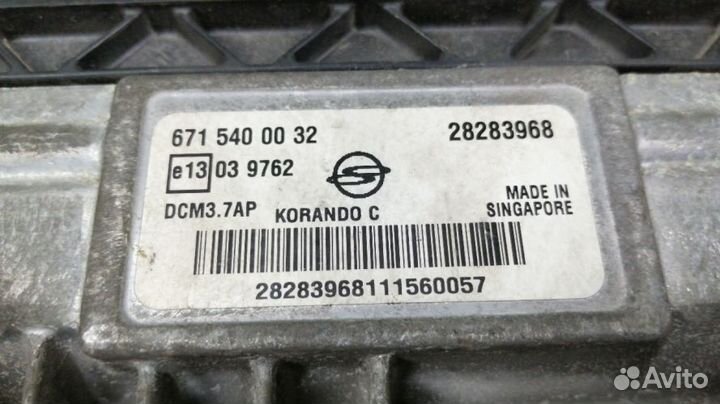 671 540 00 32 28283968
e13 03 9762
DCM3.7AP KORANDO C MADE IN
SINGAPORE
28283968111560057
Avito